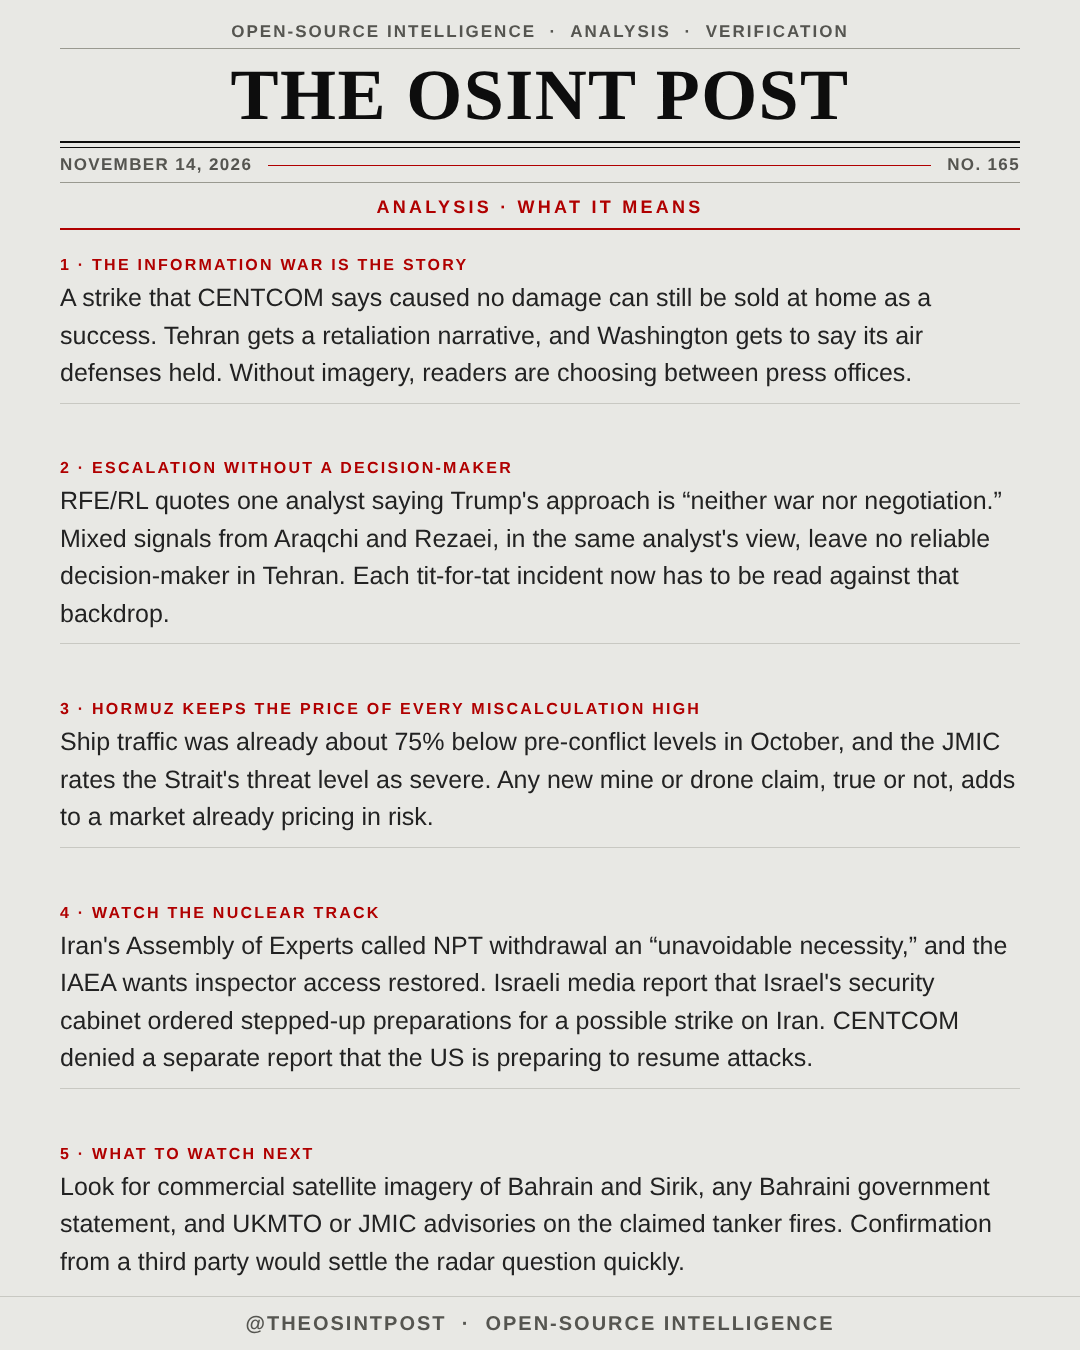 OPEN-SOURCE INTELLIGENCE · ANALYSIS · VERIFICATION
THE OSINT POST
NOVEMBER 14, 2026 NO. 165
ANALYSIS · WHAT IT MEANS
1 · THE INFORMATION WAR IS THE STORY
A strike that CENTCOM says caused no damage can still be sold at home as a
success. Tehran gets a retaliation narrative, and Washington gets to say its air
defenses held. Without imagery, readers are choosing between press offices.
2 · ESCALATION WITHOUT A DECISION-MAKER
RFE/RL quotes one analyst saying Trump's approach is “neither war nor negotiation.”
Mixed signals from Araqchi and Rezaei, in the same analyst's view, leave no reliable
decision-maker in Tehran. Each tit-for-tat incident now has to be read against that
backdrop.
3 · HORMUZ KEEPS THE PRICE OF EVERY MISCALCULATION HIGH
Ship traffic was already about 75% below pre-conflict levels in October, and the JMIC
rates the Strait's threat level as severe. Any new mine or drone claim, true or not, adds
to a market already pricing in risk.
4 · WATCH THE NUCLEAR TRACK
Iran's Assembly of Experts called NPT withdrawal an “unavoidable necessity,” and the
IAEA wants inspector access restored. Israeli media report that Israel's security
cabinet ordered stepped-up preparations for a possible strike on Iran. CENTCOM
denied a separate report that the US is preparing to resume attacks.
5 · WHAT TO WATCH NEXT
Look for commercial satellite imagery of Bahrain and Sirik, any Bahraini government
statement, and UKMTO or JMIC advisories on the claimed tanker fires. Confirmation
from a third party would settle the radar question quickly.
@THEOSINTPOST · OPEN-SOURCE INTELLIGENCE